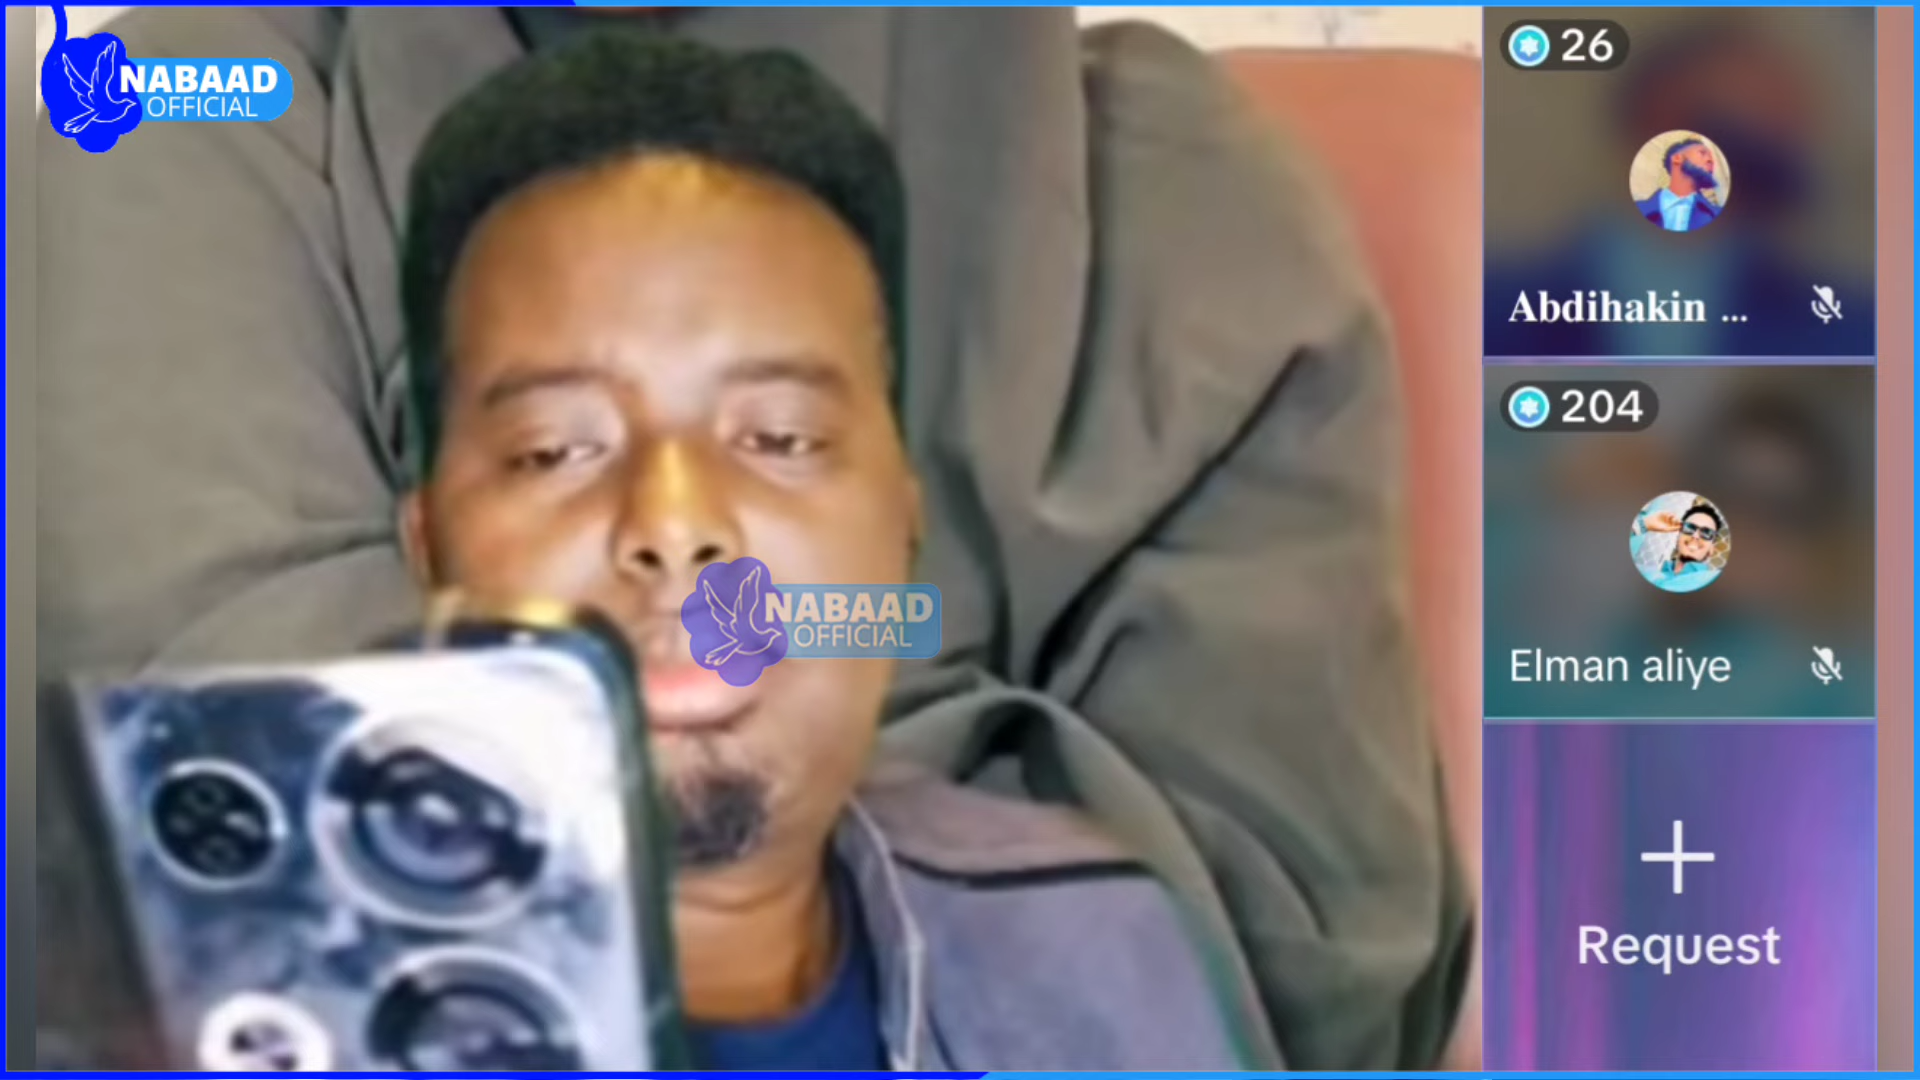 NABAAD
OFFICIAL
26
Abdihakin ...
204
Elman aliye
Request
NABAAD
OFFICIAL